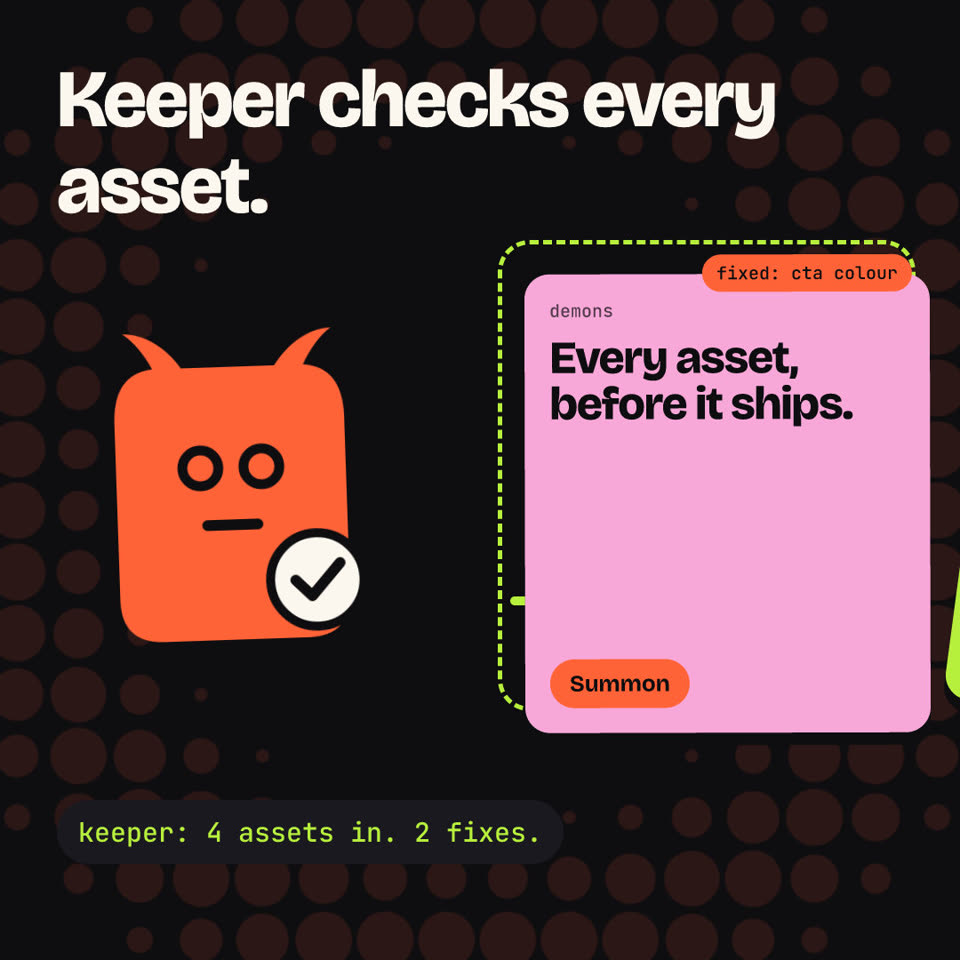 Keeper checks every
asset.
fixed: cta colour
demons
Every asset,
before it ships.
Summon
keeper: 4 assets in. 2 fixes.